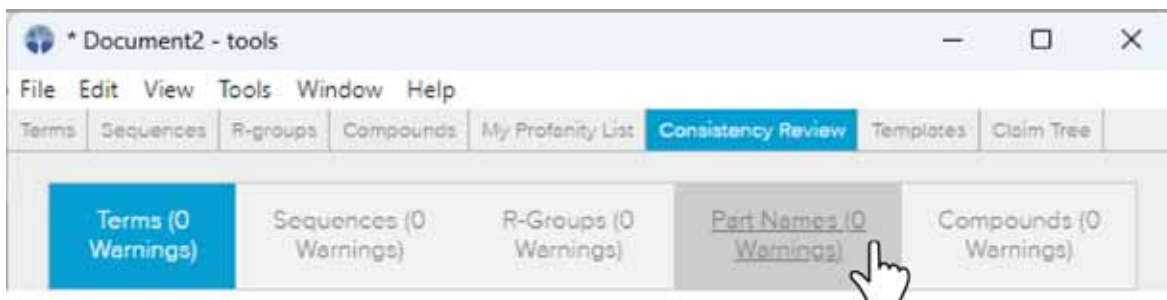 * Document2 - tools
File Edit View Tools Window Help
Terms Sequences R-groups Compounds My Profanity List Consistency Review Templates Claim Tree
Terms (0 Warnings)
Sequences (0 Warnings)
R-Groups (0 Warnings)
Part Names (0 Warnings)
Compounds (0 Warnings)